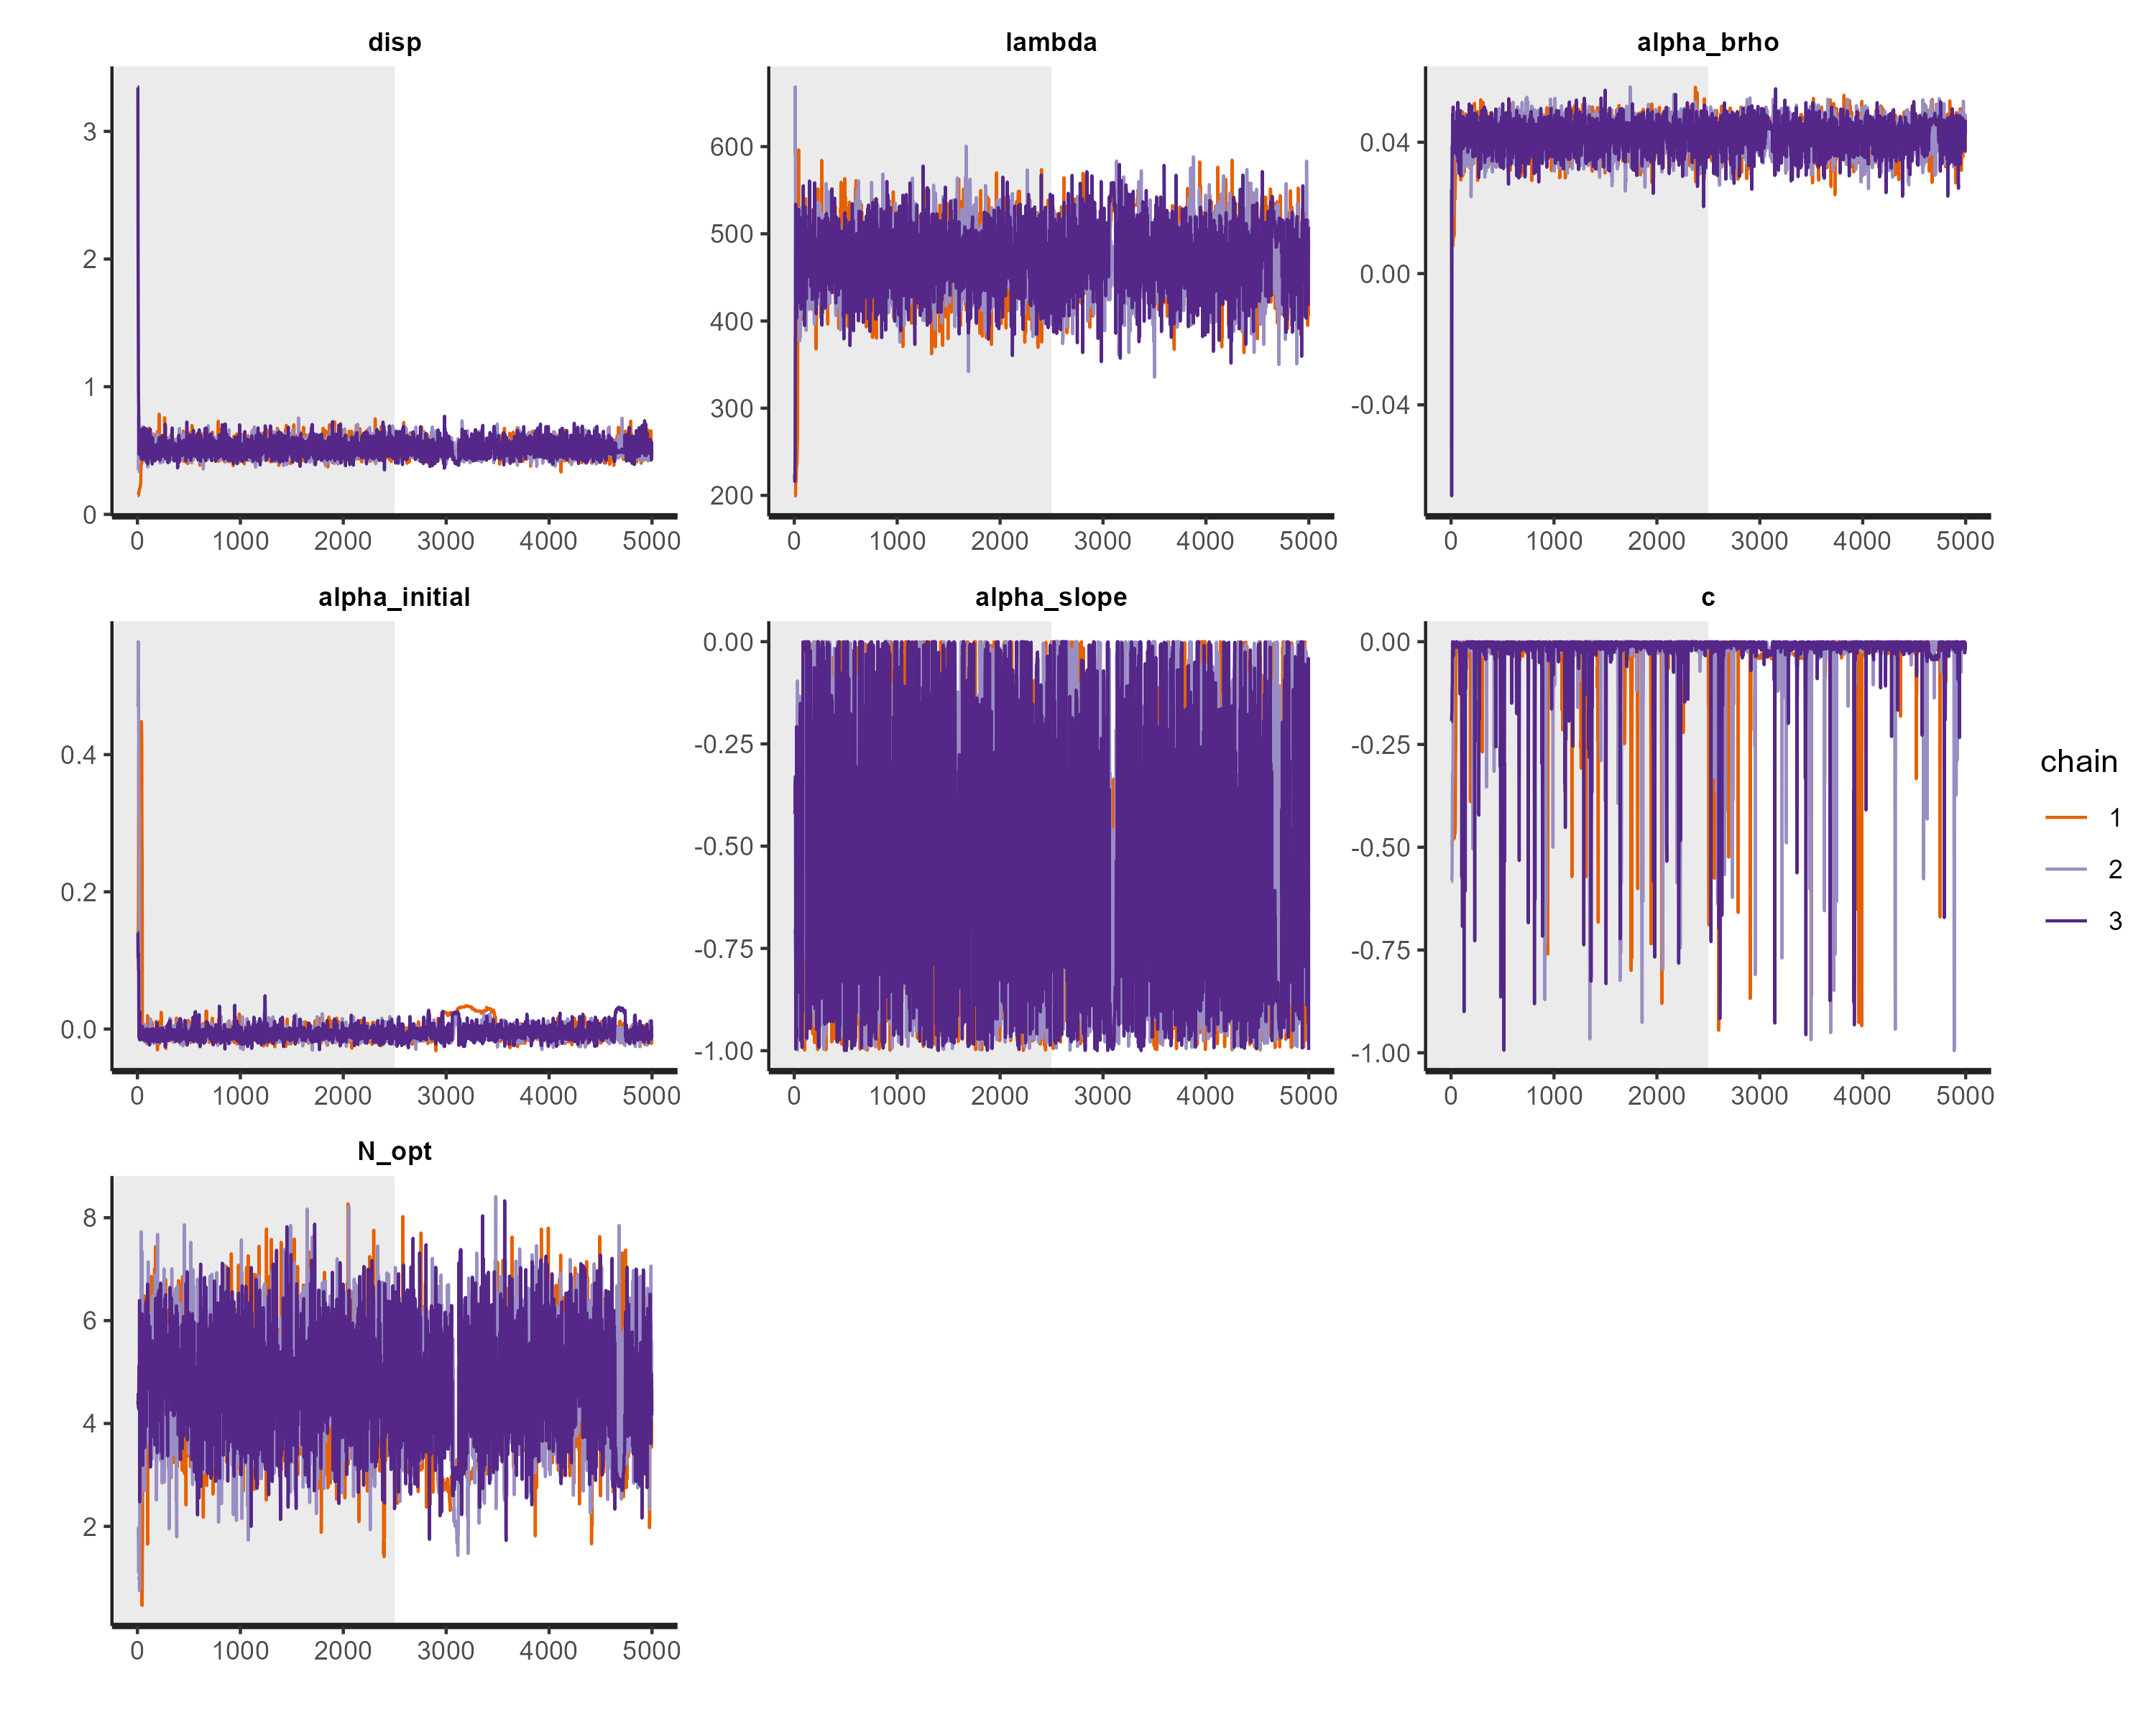 disp lambda alpha_brho
3 2 1 0
600 500 400 300 200
0.04 0.00 -0.04
0 1000 2000 3000 4000 5000 0 1000 2000 3000 4000 5000 0 1000 2000 3000 4000 5000
alpha_initial alpha_slope c
0.4 0.2 0.0
0.00 -0.25 -0.50 -0.75 -1.00
0.00 -0.25 -0.50 -0.75 -1.00
0 1000 2000 3000 4000 5000 0 1000 2000 3000 4000 5000 0 1000 2000 3000 4000 5000
chain
1
2
3
N_opt
8
6
4
2
0 1000 2000 3000 4000 5000